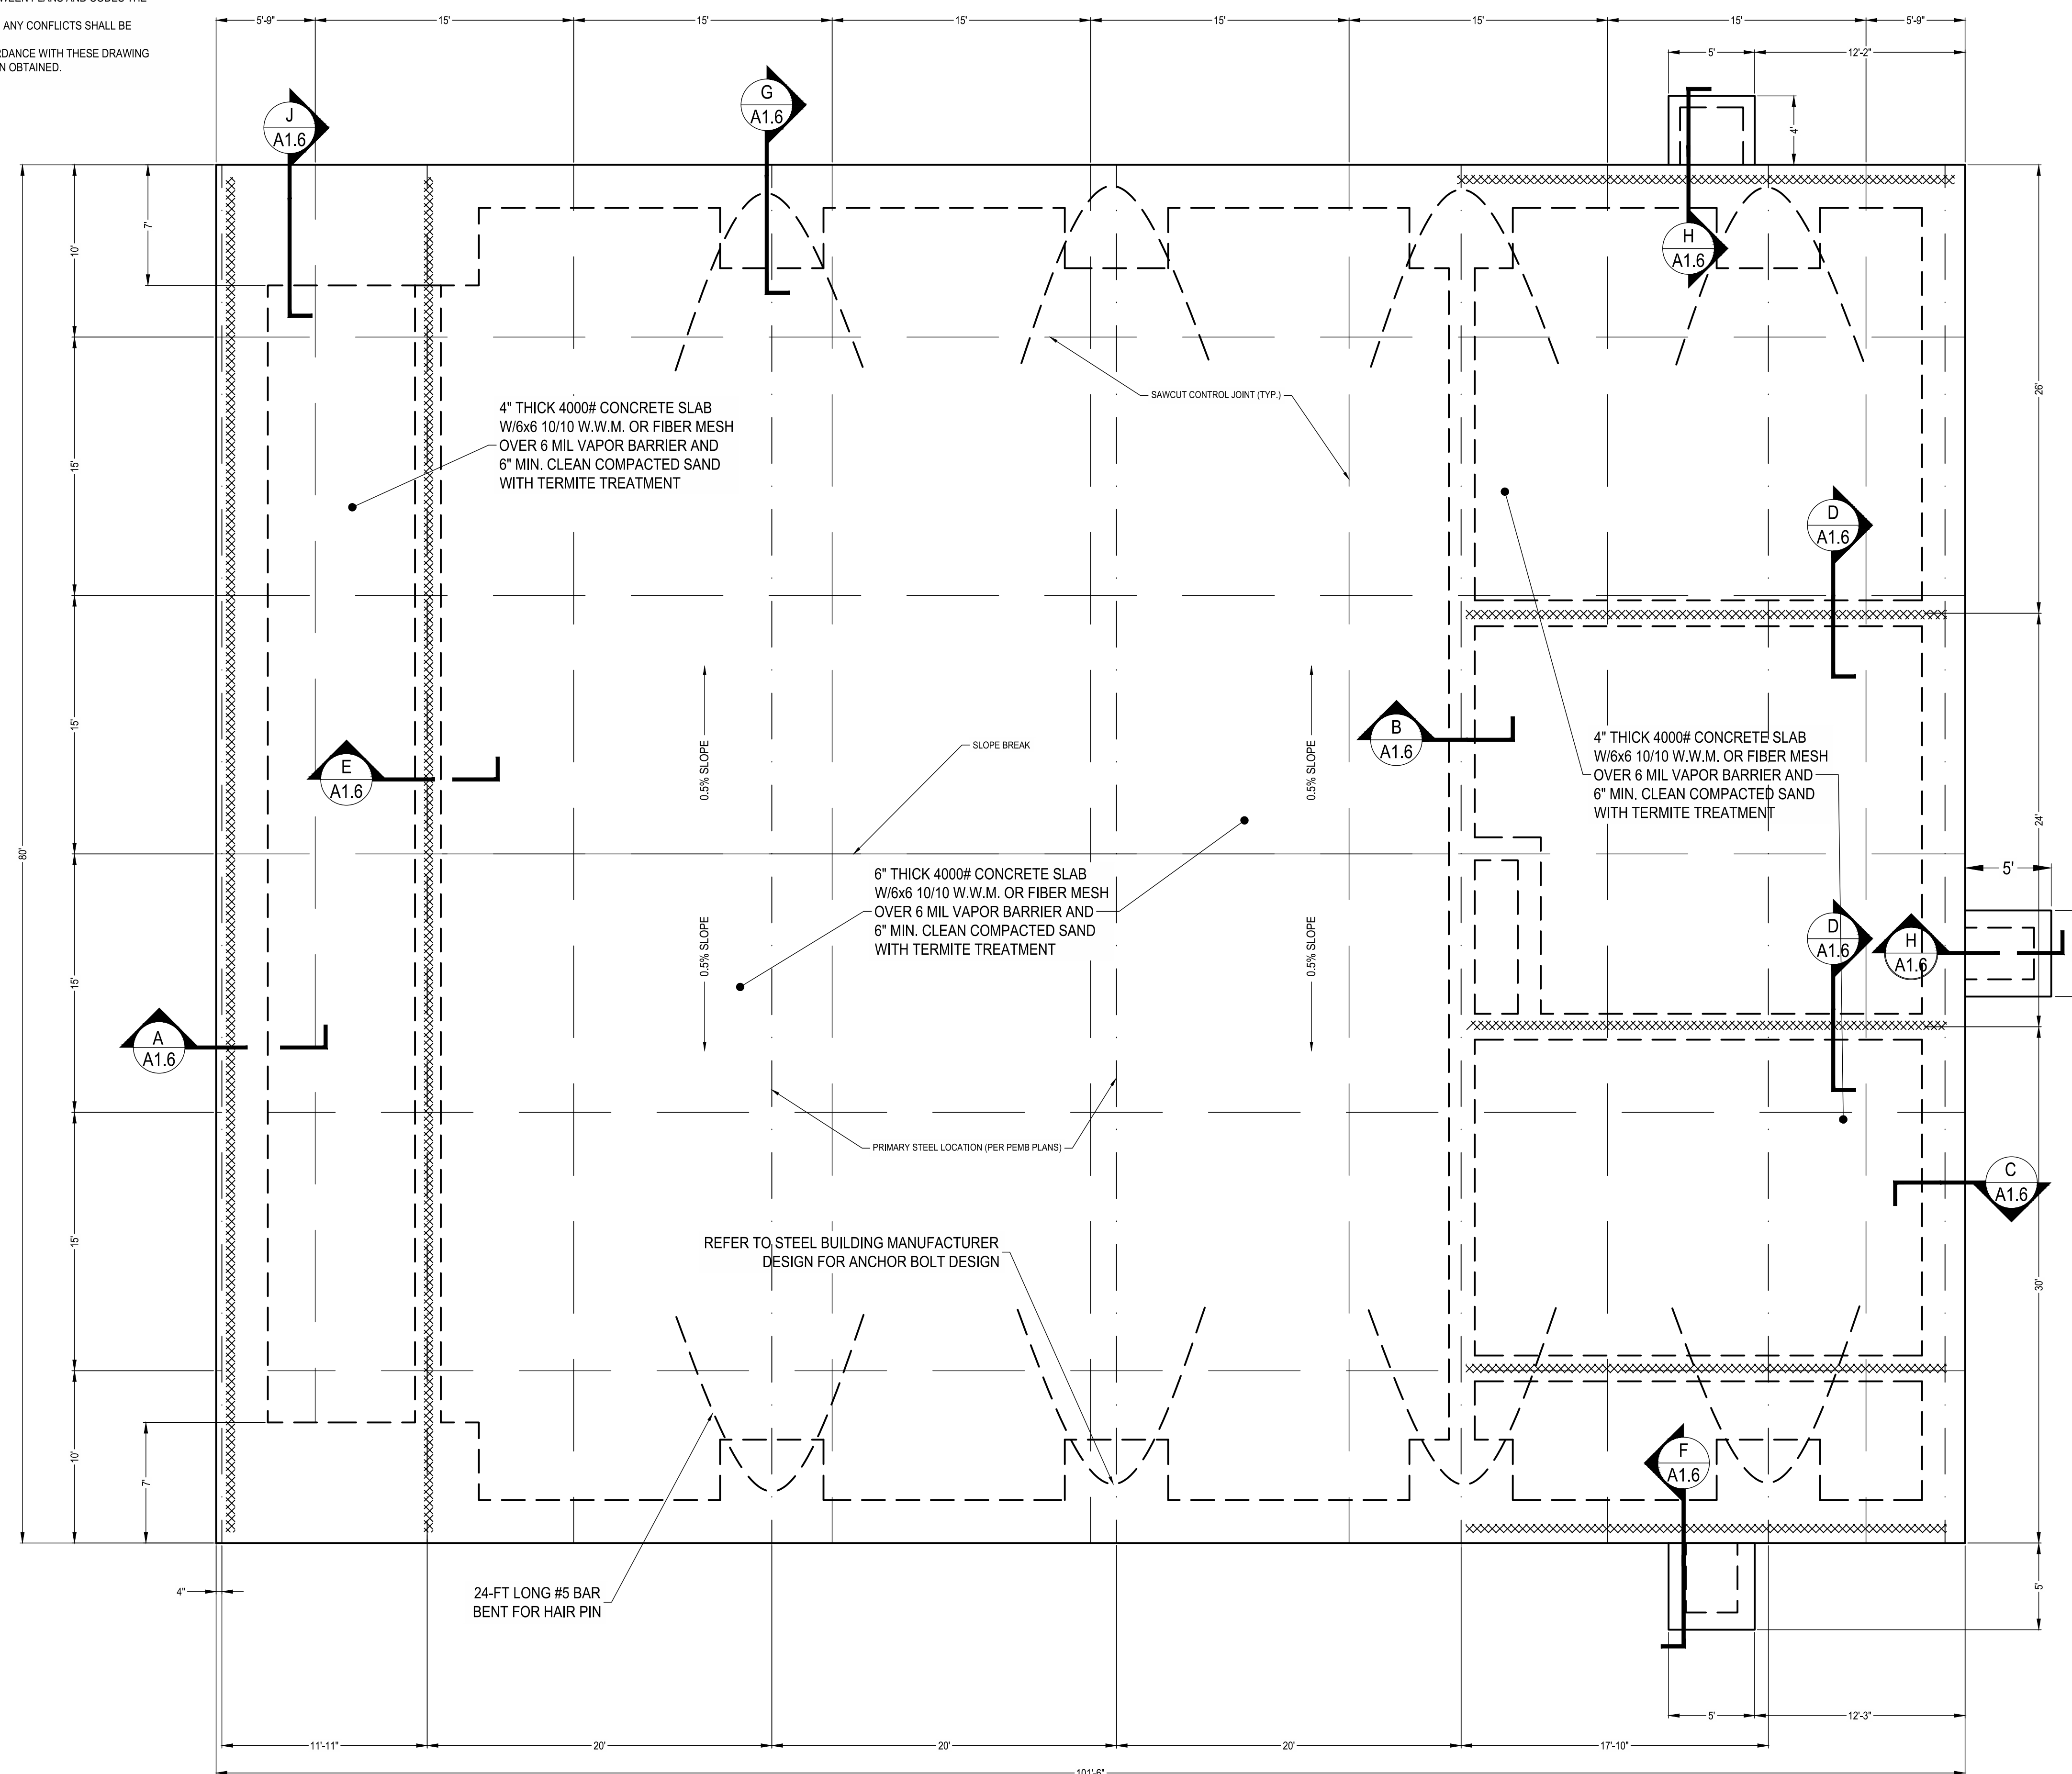 ANY CONFLICTS SHALL BE
RDANCE WITH THESE DRAWING
N OBTAINED.
5'-9"
15'
15'
15'
15'
15'
15'
5'-9"
5'
12'-2"
J
A1.6
G
A1.6
H
A1.6
4'
80'
10'
15'
15'
15'
15'
10'
7'
7'
26'
24'
30'
5'
5'
4" THICK 4000# CONCRETE SLAB
W/6x6 10/10 W.W.M. OR FIBER MESH
OVER 6 MIL VAPOR BARRIER AND
6" MIN. CLEAN COMPACTED SAND
WITH TERMITE TREATMENT
SAWCUT CONTROL JOINT (TYP.)
D
A1.6
0.5% SLOPE
SLOPE BREAK
0.5% SLOPE
B
A1.6
E
A1.6
4" THICK 4000# CONCRETE SLAB
W/6x6 10/10 W.W.M. OR FIBER MESH
OVER 6 MIL VAPOR BARRIER AND
6" MIN. CLEAN COMPACTED SAND
WITH TERMITE TREATMENT
6" THICK 4000# CONCRETE SLAB
W/6x6 10/10 W.W.M. OR FIBER MESH
OVER 6 MIL VAPOR BARRIER AND
6" MIN. CLEAN COMPACTED SAND
WITH TERMITE TREATMENT
0.5% SLOPE
0.5% SLOPE
D
A1.6
H
A1.6
A
A1.6
PRIMARY STEEL LOCATION (PER PEMB PLANS)
C
A1.6
REFER TO STEEL BUILDING MANUFACTURER
DESIGN FOR ANCHOR BOLT DESIGN
F
A1.6
4"
24-FT LONG #5 BAR
BENT FOR HAIR PIN
5'
12'-3"
11'-11"
20'
20'
20'
17'-10"
101'-6"